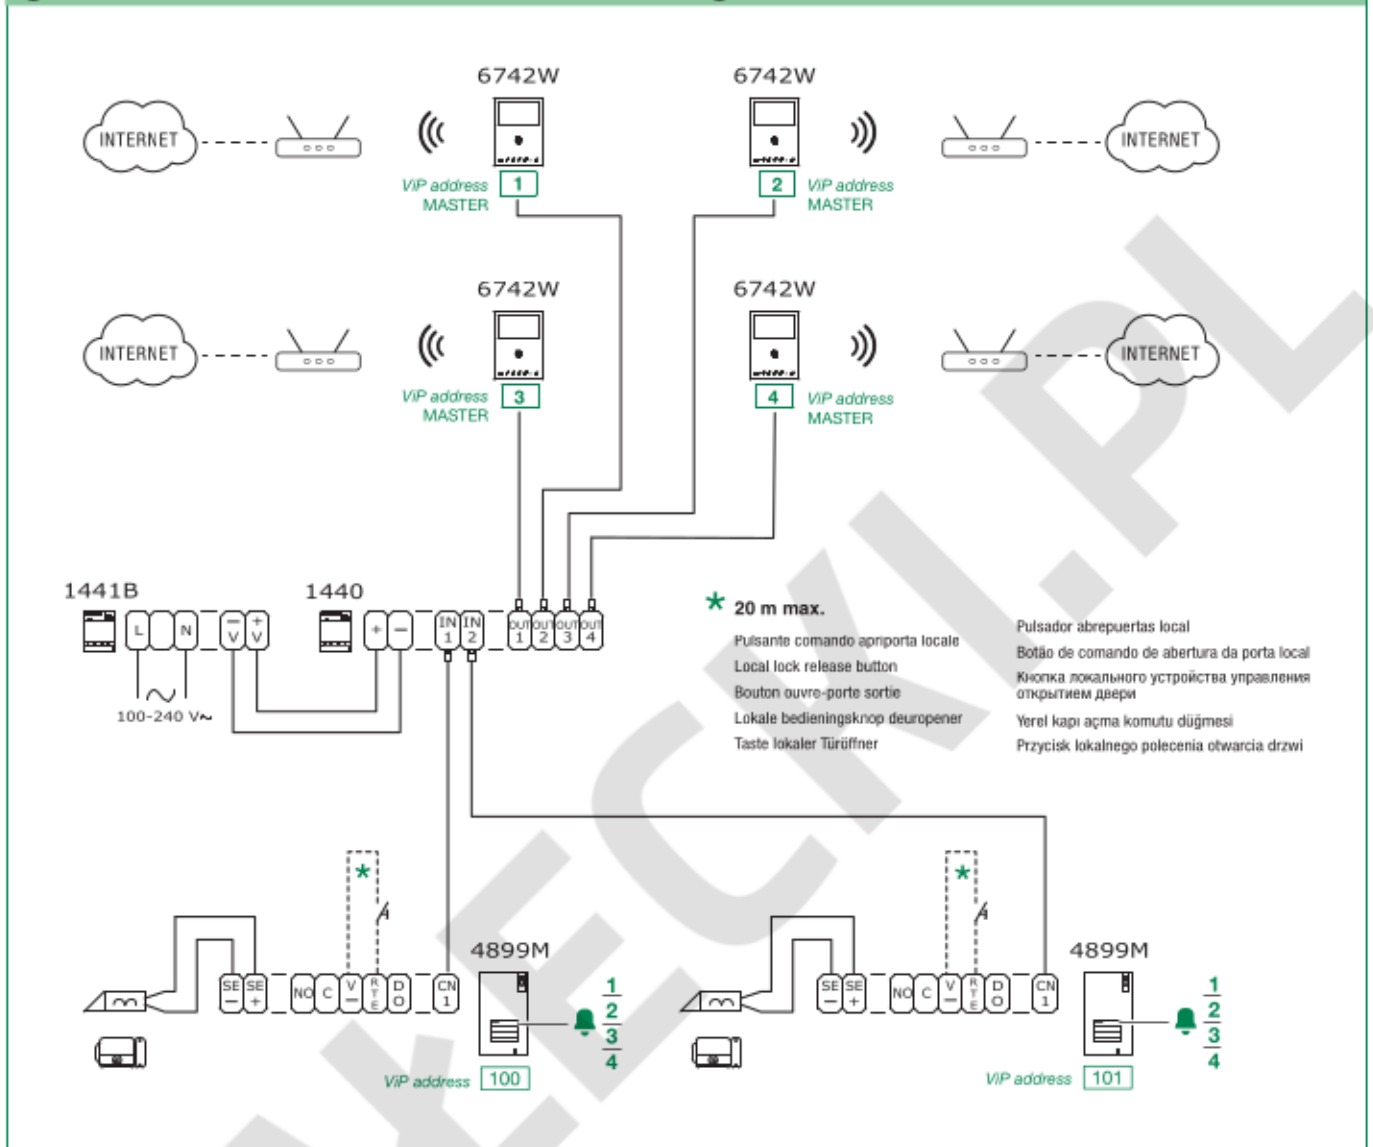 6742W
6742W
INTERNET
INTERNET
ViP address 1
MASTER
2 ViP address
MASTER
6742W
6742W
INTERNET
INTERNET
ViP address 3
MASTER
4 ViP address
MASTER
1441B
1440
L N – V + V
+ – IN 1 IN 2 OUT 1 OUT 2 OUT 3 OUT 4
100-240 V~
* 20 m max.
Pulsante comando apriporta locale
Local lock release button
Bouton ouvre-porte sortie
Lokale bedieningsknop deuropener
Taste lokaler Türöffner
Pulsador abrepuertas local
Botão de comando de abertura da porta local
Кнопка локального устройства управления
открытием двери
Yerel kapı açma komutu düğmesi
Przycisk lokalnego polecenia otwarcia drzwi
*
*
4899M
4899M
SE – SE + NO C V – RTE DO CN 1
SE – SE + NO C V – RTE DO CN 1
1
2
3
4
1
2
3
4
ViP address 100
ViP address 101
ŁECKI.PL